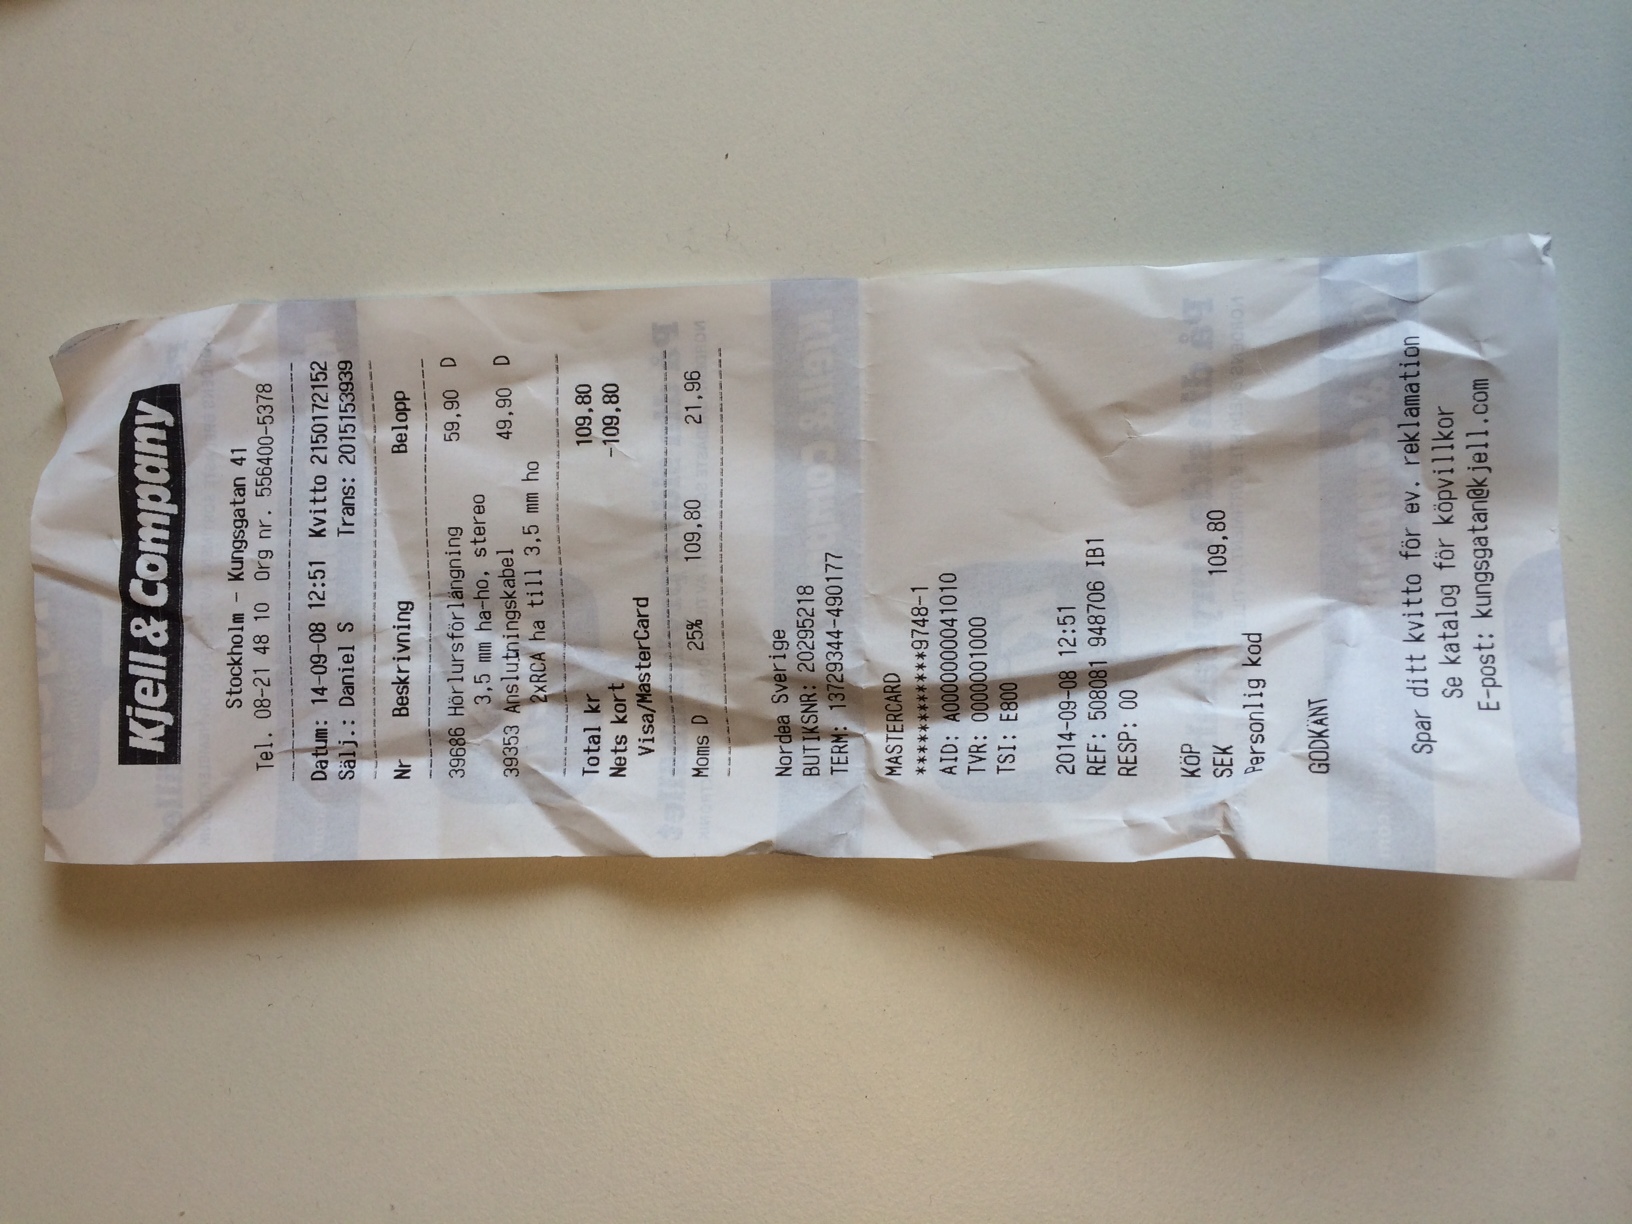 Kjell & Company
Stockholm - Kungsgatan 41
Tel. 08-21 48 10 Org nr. 556400-5378
Datum: 14-09-08 12:51 Kvitto 2150172152
Sälj.: Daniel S Trans: 2015153939
Nr Beskrivning Belopp
39686 Hörlursförlängning 59,90 D
3,5 mm ha-ho, stereo
39353 Anslutningskabel 49,90 D
2xRCA ha till 3,5 mm ho
Total kr 109,80
Nets kort -109,80
Visa/MasterCard
Moms D 25% 109,80 21,96
Nordea Sverige
BUTIKSNR: 20295218
TERM: 13729344-490177
MASTERCARD
************9748-1
AID: A0000000041010
TVR: 0000001000
TSI: E800
2014-09-08 12:51
REF: 508081 948706 IB1
RESP: 00
KÖP
SEK 109,80
Personlig kod
GODKÄNT
Spar ditt kvitto för ev. reklamation
Se katalog för köpvillkor
E-post: kungsgatan@kjell.com